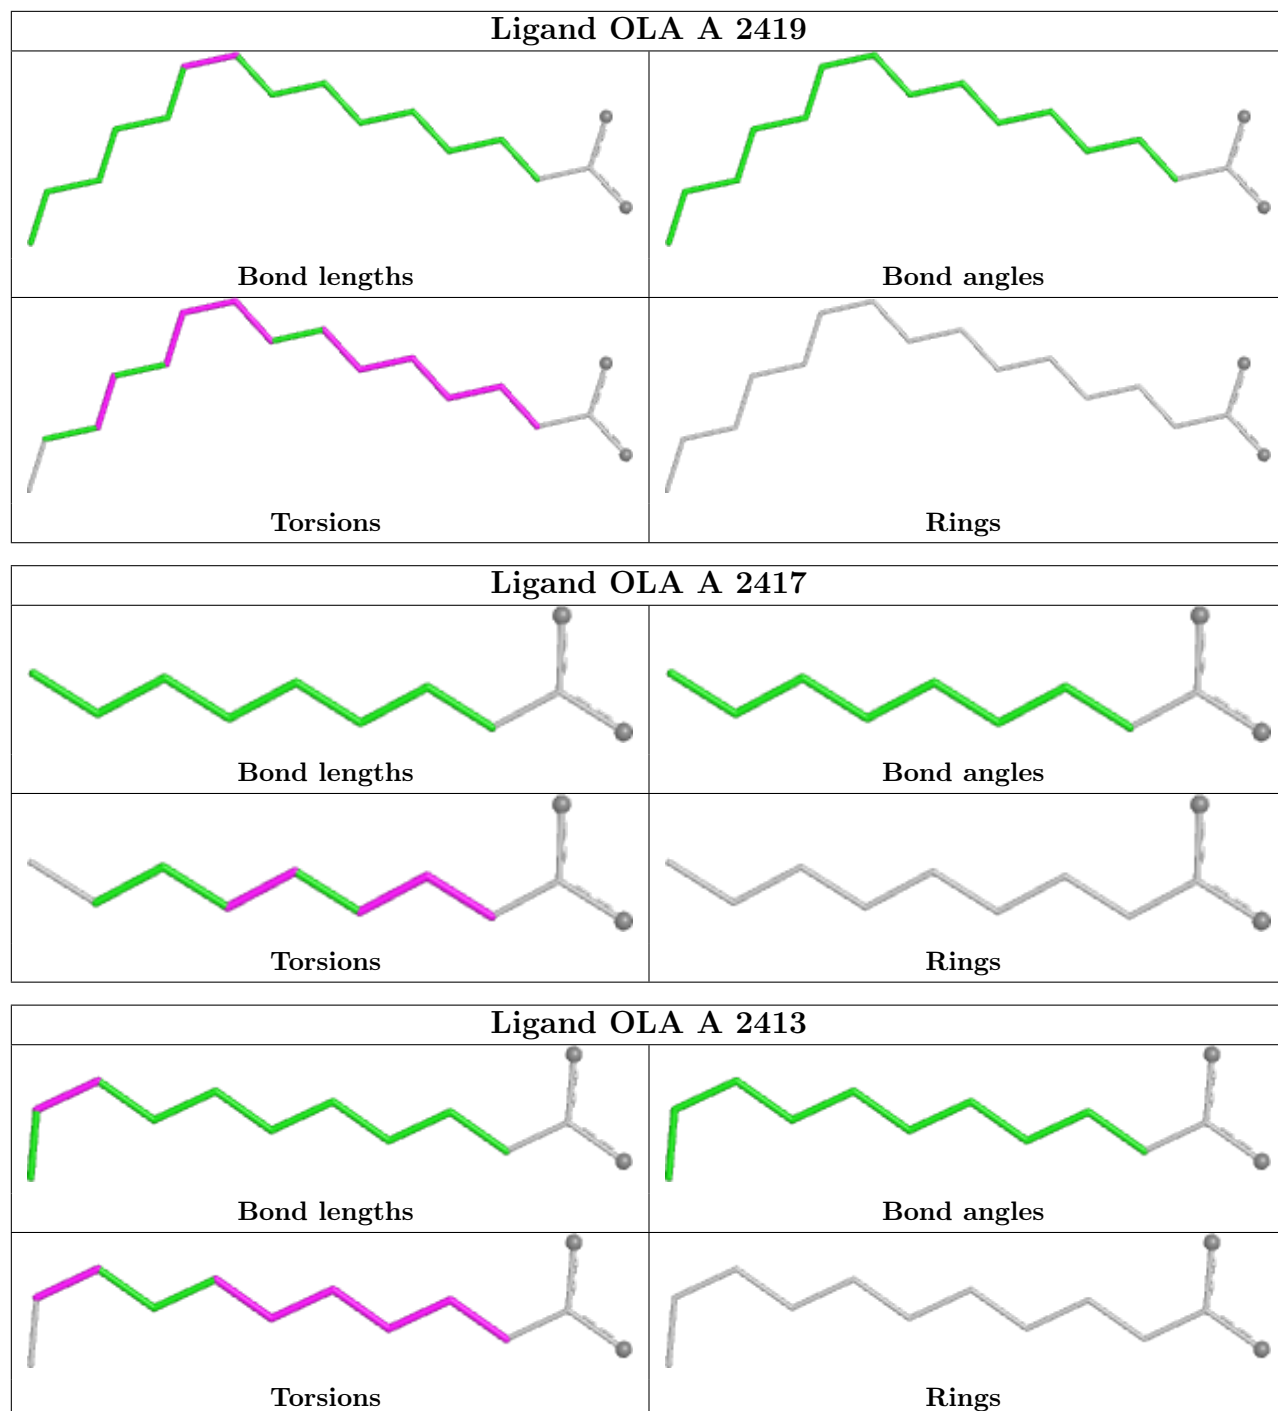 Ligand OLA A 2419
Bond lengths
Bond angles
Torsions
Rings
Ligand OLA A 2417
Bond lengths
Bond angles
Torsions
Rings
Ligand OLA A 2413
Bond lengths
Bond angles
Torsions
Rings